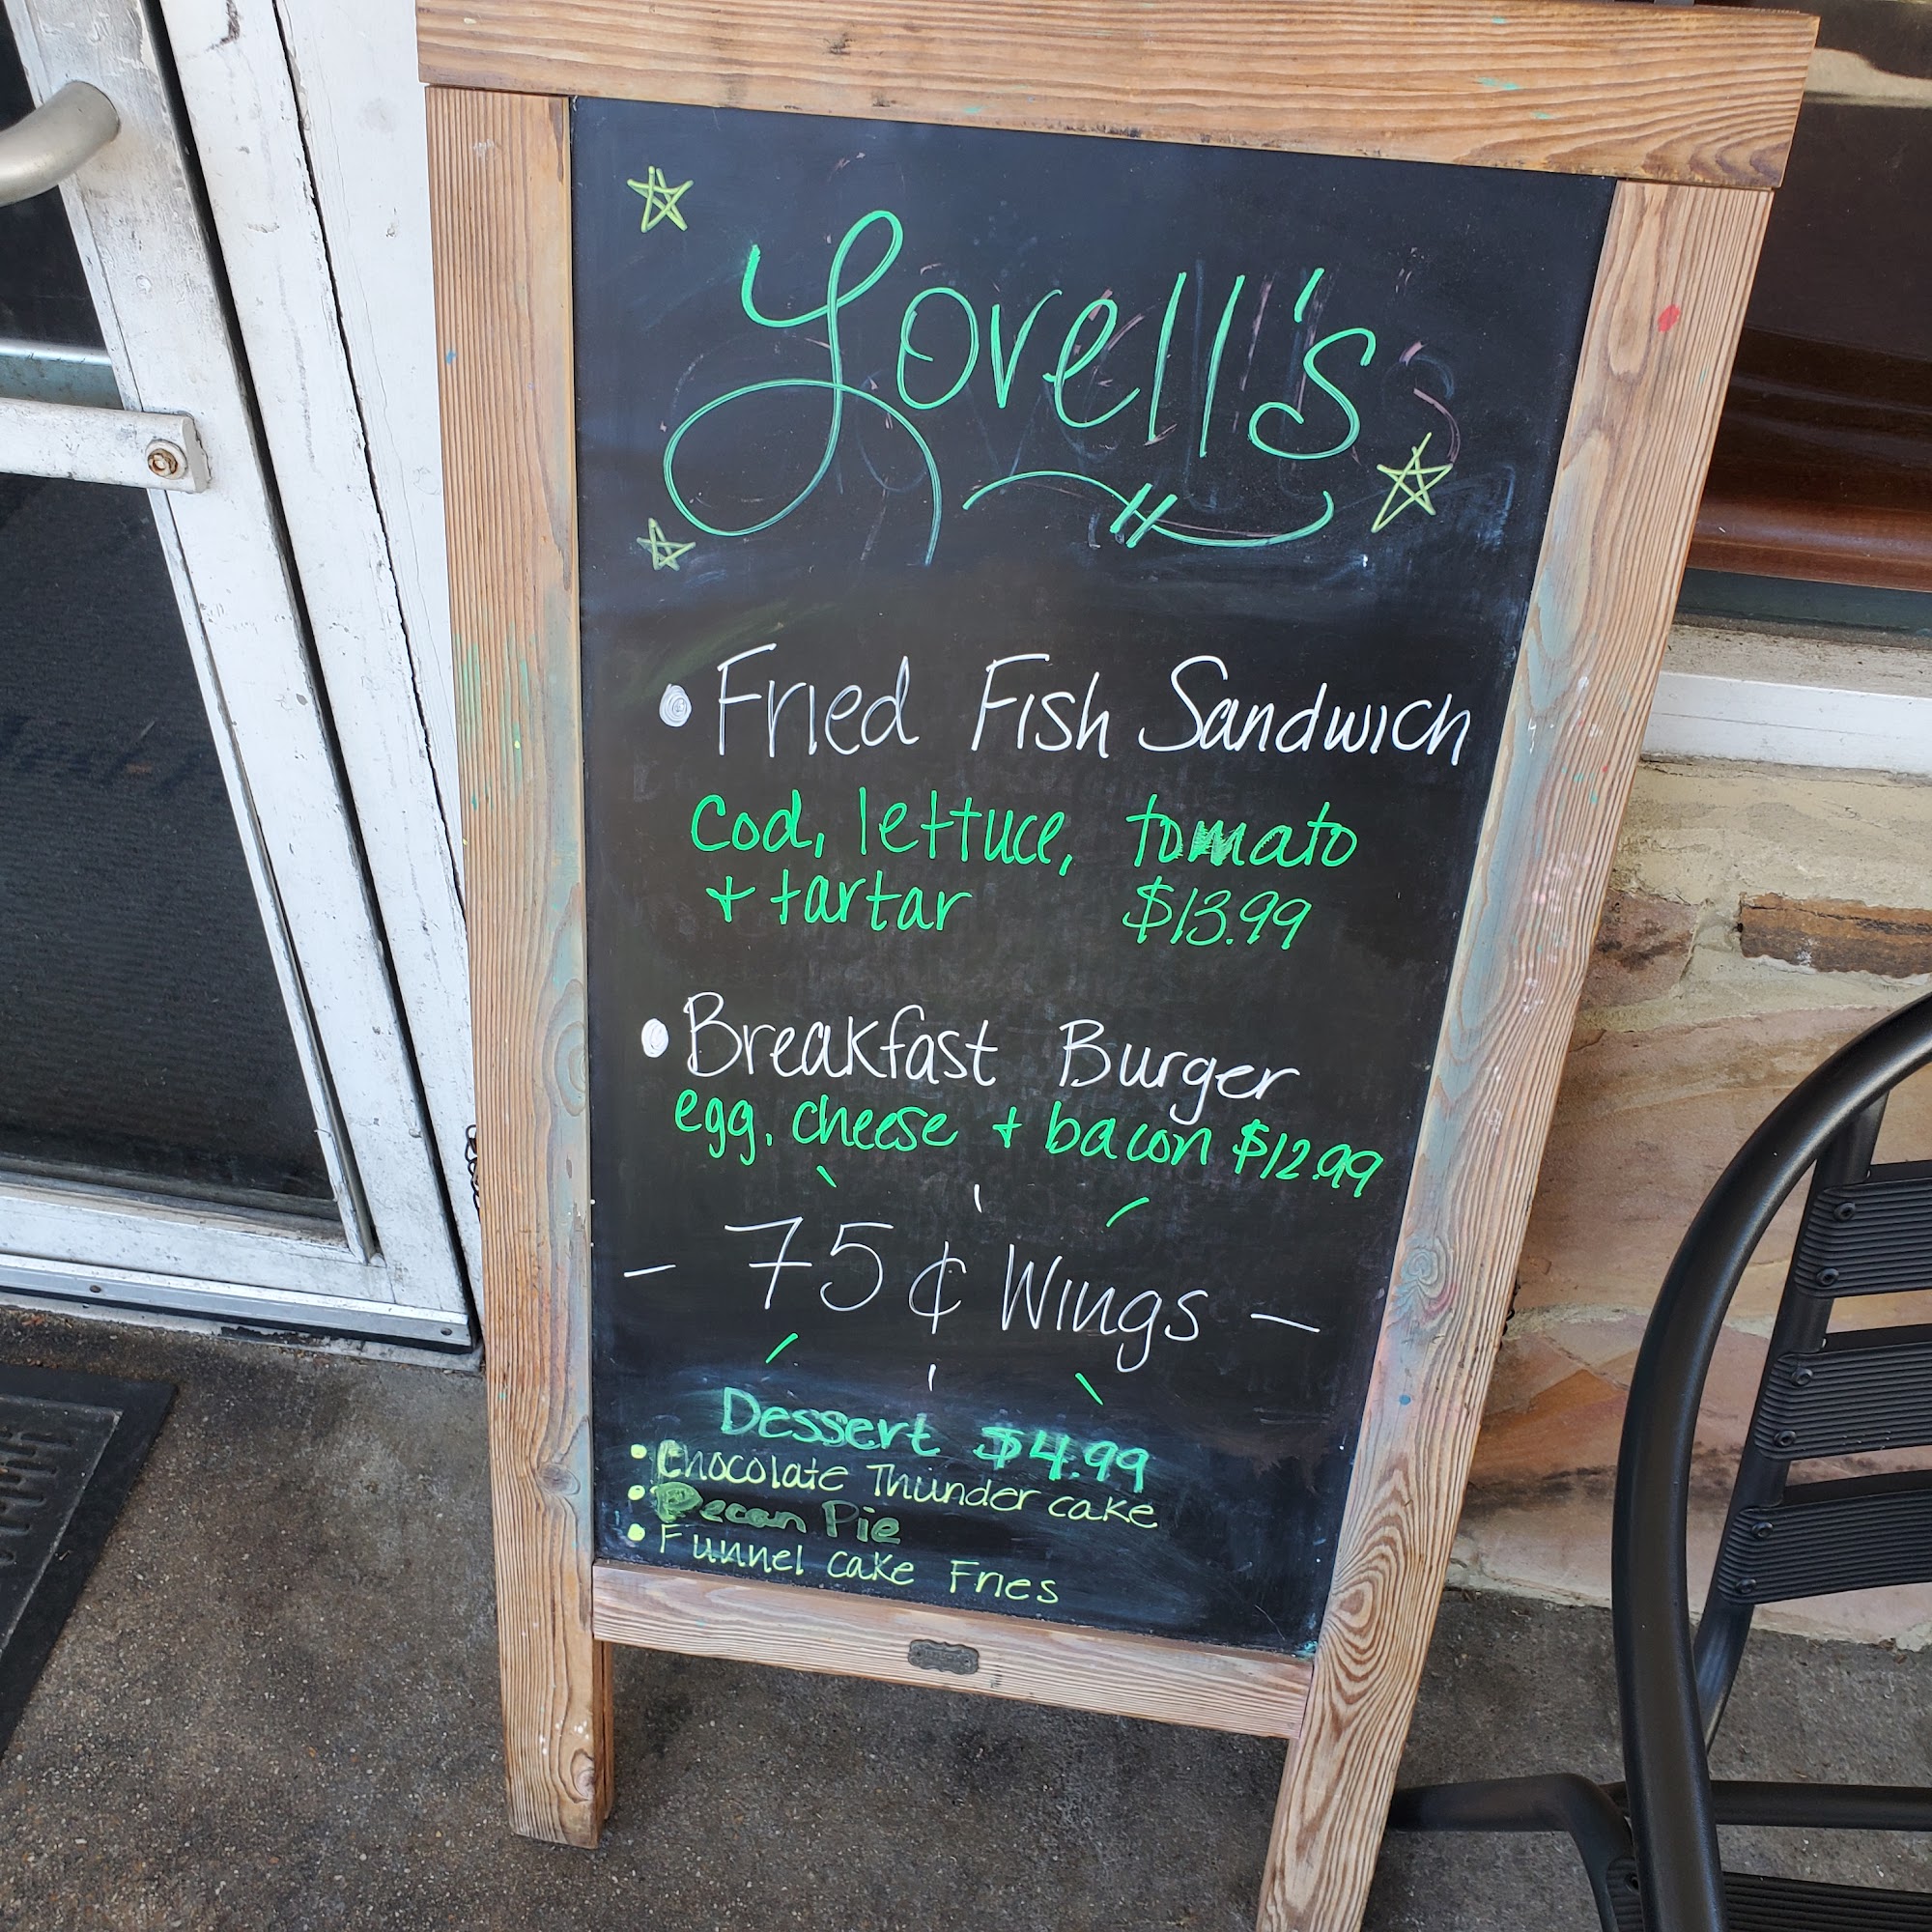 Lovell's
• Fried Fish Sandwich
Cod, lettuce, tomato
+ tartar $13.99
• Breakfast Burger
egg, cheese + bacon $12.99
- 75¢ Wings -
Dessert $4.99
• Chocolate Thunder cake
• Pecan Pie
• Funnel cake Fries